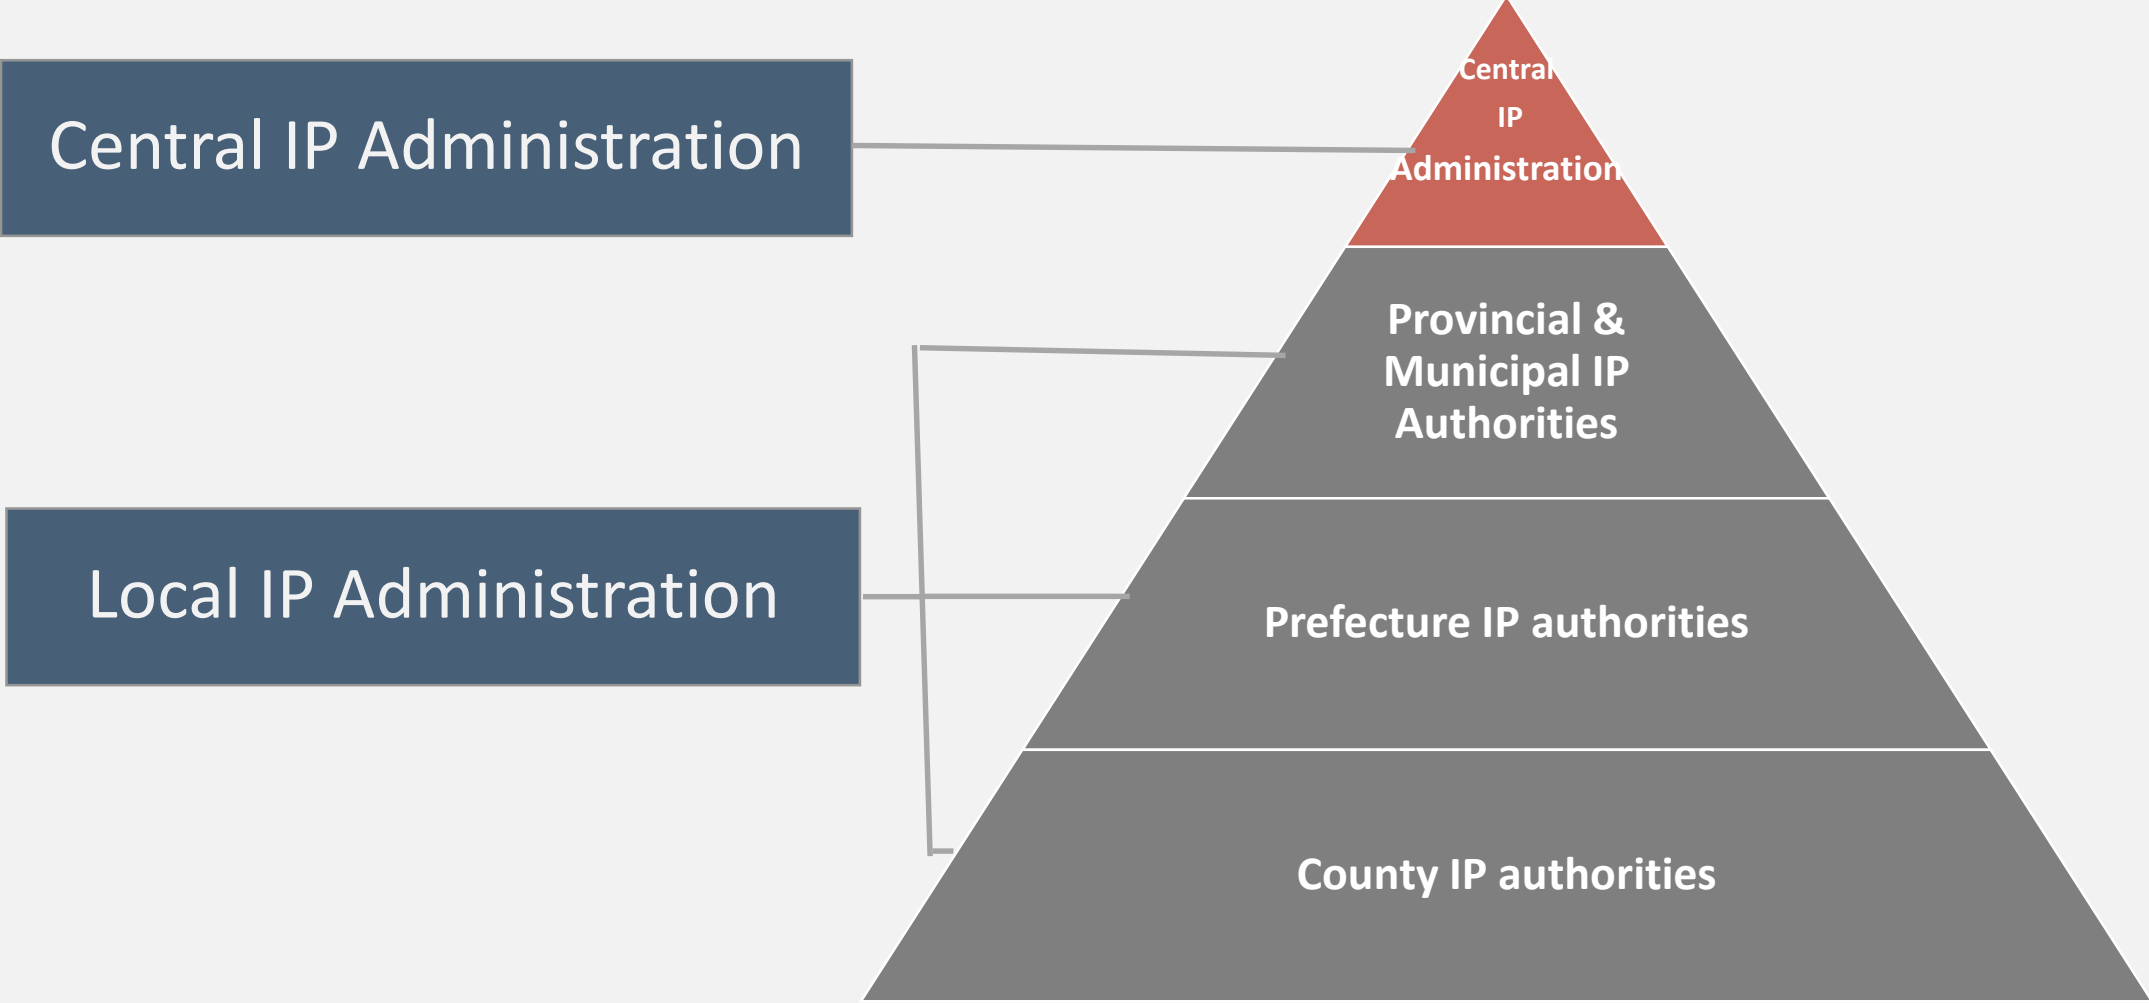 Central IP Administration
Central
IP
Administration
Provincial &
Municipal IP
Authorities
Local IP Administration
Prefecture IP authorities
County IP authorities